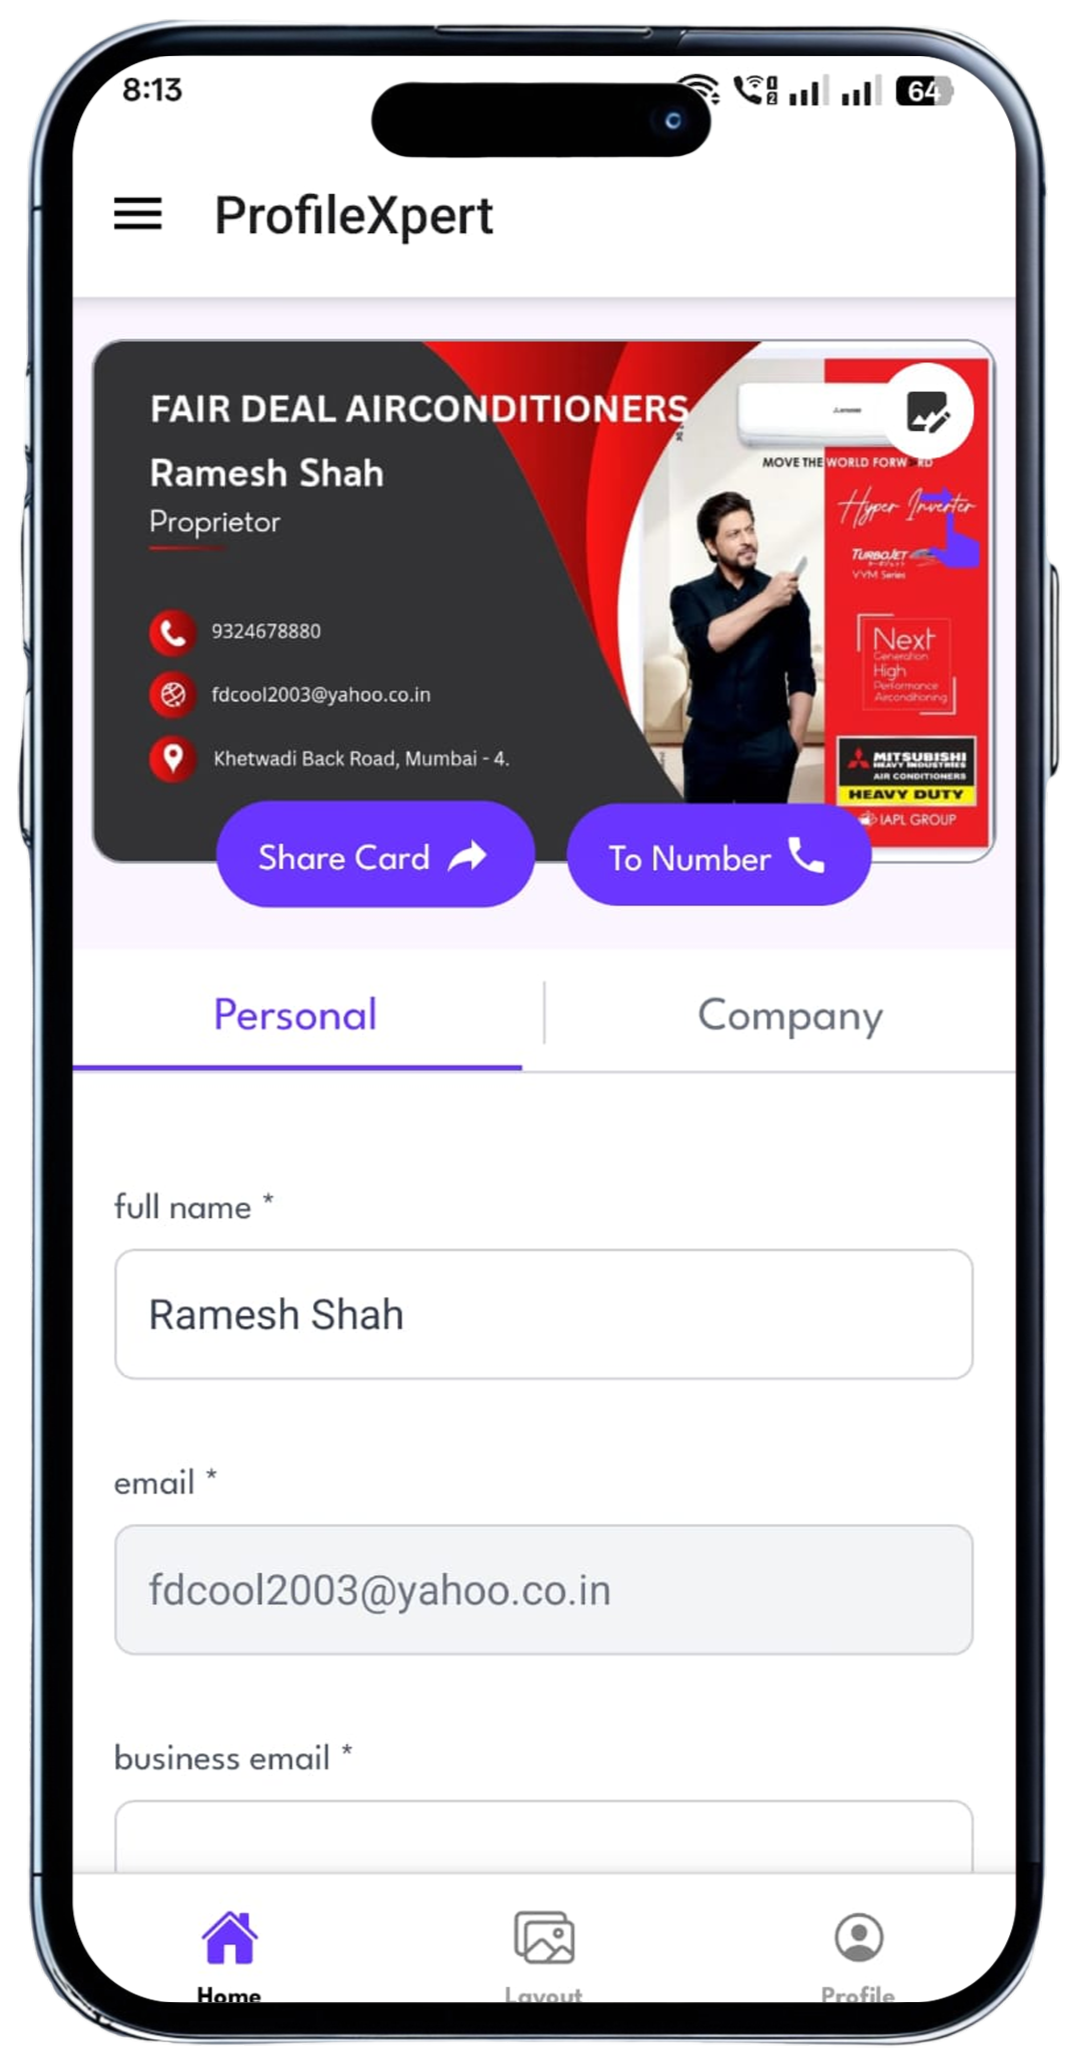 8:13
64
ProfileXpert
FAIR DEAL AIRCONDITIONERS
Ramesh Shah
Proprietor
9324678880
fdcool2003@yahoo.co.in
Khetwadi Back Road, Mumbai - 4.
MOVE THE WORLD FORW RD
Hyper Inverter
TURBOJET
VYM Series
Next
Generation
High
Performance
Airconditioning
MITSUBISHI
HEAVY INDUSTRIES
AIR CONDITIONERS
HEAVY DUTY
IAPL GROUP
Share Card
To Number
Personal
Company
full name *
Ramesh Shah
email *
fdcool2003@yahoo.co.in
business email *
Home
Layout
Profile